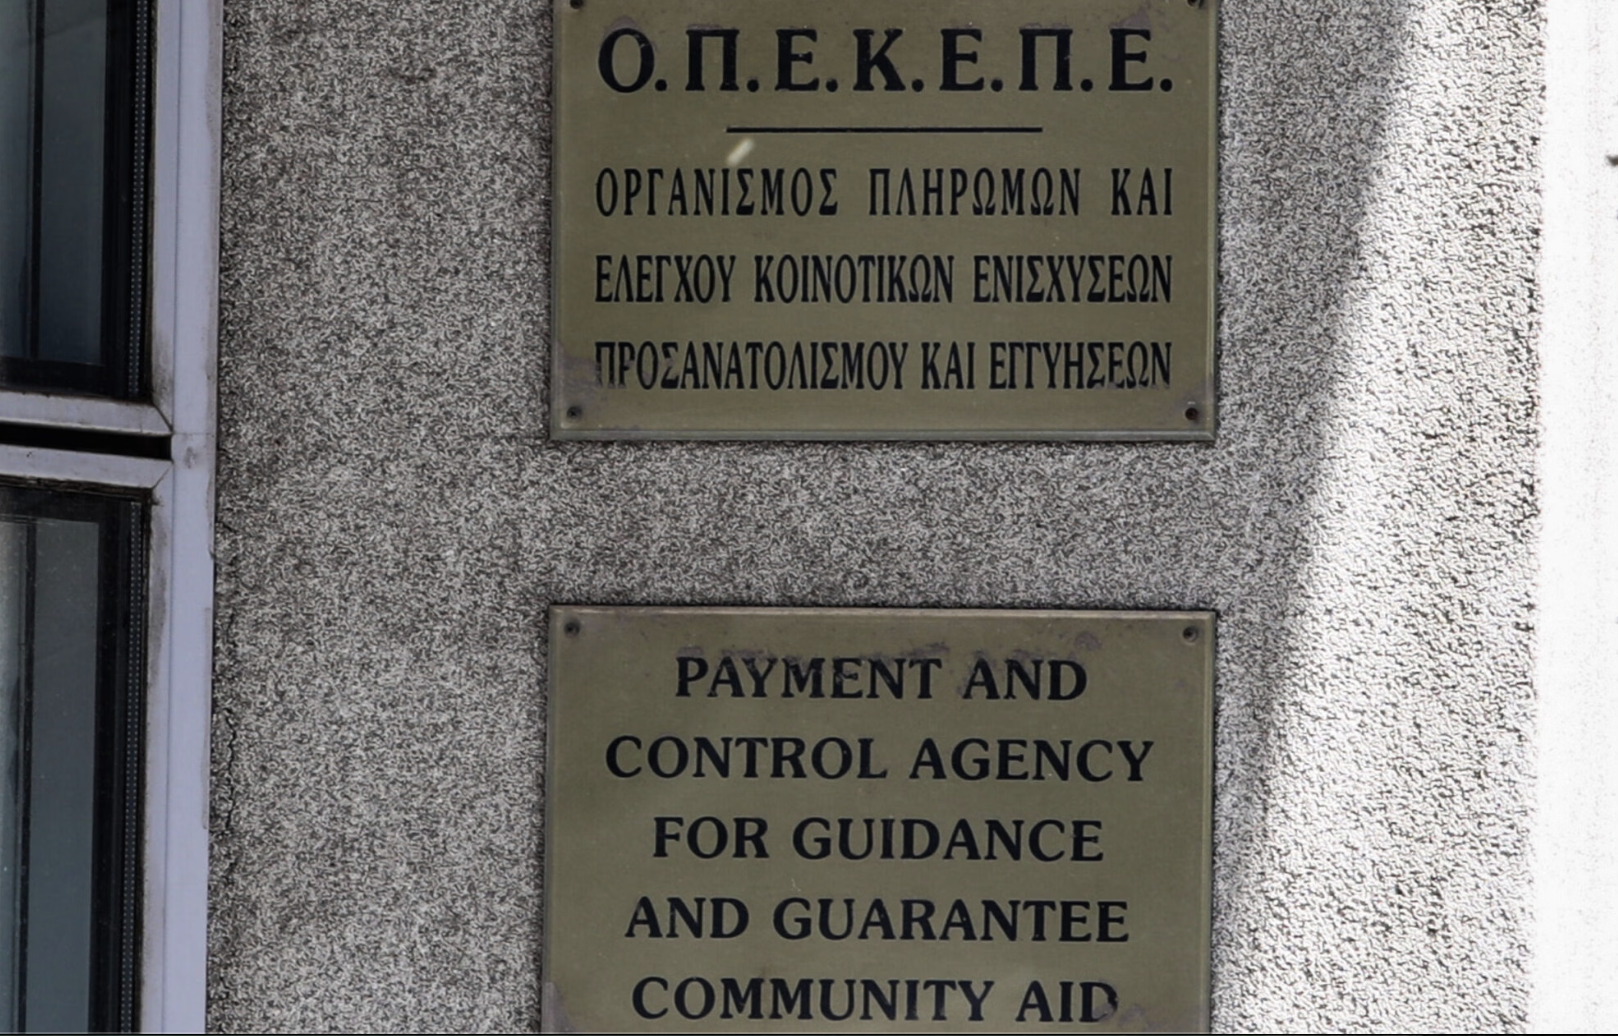 Ο.Π.Ε.Κ.Ε.Π.Ε.
ΟΡΓΑΝΙΣΜΟΣ ΠΛΗΡΩΜΩΝ ΚΑΙ
ΕΛΕΓΧΟΥ ΚΟΙΝΟΤΙΚΩΝ ΕΝΙΣΧΥΣΕΩΝ
ΠΡΟΣΑΝΑΤΟΛΙΣΜΟΥ ΚΑΙ ΕΓΓΥΗΣΕΩΝ
PAYMENT AND
CONTROL AGENCY
FOR GUIDANCE
AND GUARANTEE
COMMUNITY AID